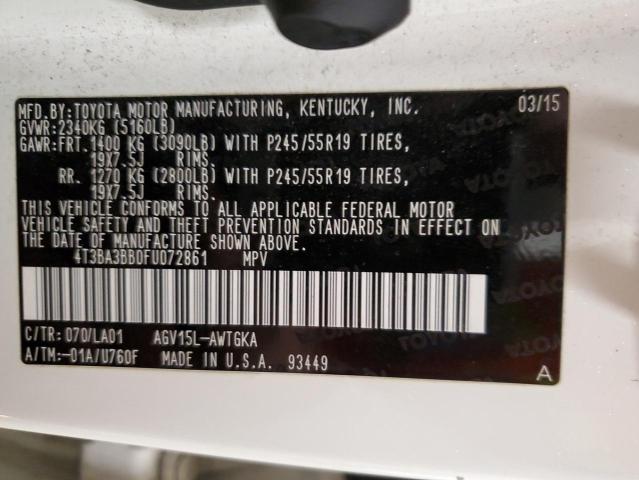 MFD.BY:TOYOTA MOTOR MANUFACTURING, KENTUCKY, INC. 03/15
GVWR:2340KG (5160LB)
GAWR:FRT. 1400 KG (3090LB) WITH P245/55R19 TIRES,
19X7.5J RIMS.
RR. 1270 KG (2800LB) WITH P245/55R19 TIRES,
19X7.5J RIMS.
THIS VEHICLE CONFORMS TO ALL APPLICABLE FEDERAL MOTOR
VEHICLE SAFETY AND THEFT PREVENTION STANDARDS IN EFFECT ON
THE DATE OF MANUFACTURE SHOWN ABOVE.
4T3BA3BB0FU072861 MPV
C/TR: 070/LA01 AGV15L-AWTGKA
A/TM:-01A/U760F MADE IN U.S.A. 93449
A
TOYOTA